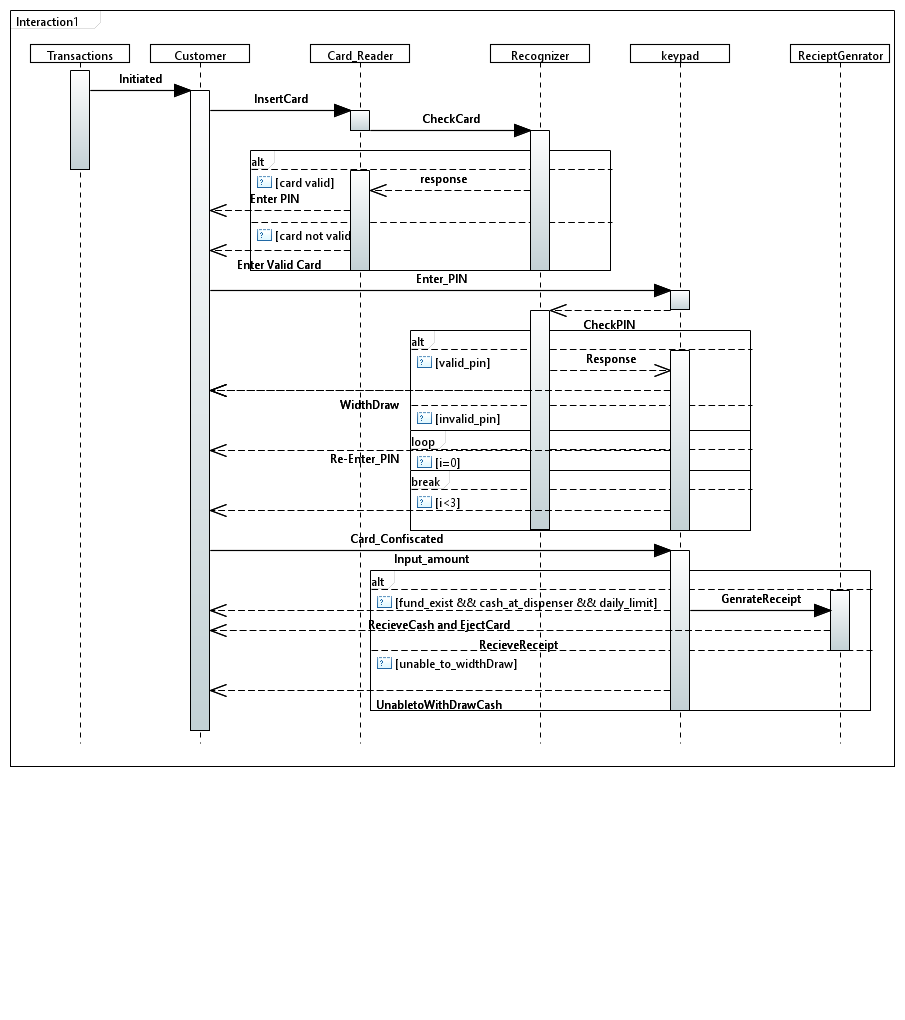 Interaction1
Transactions
Customer
Card_Reader
Recognizer
keypad
RecieptGenrator
Initiated
InsertCard
CheckCard
alt
[card valid]
response
Enter PIN
[card not valid
Enter Valid Card
Enter_PIN
CheckPIN
alt
[valid_pin]
Response
WidthDraw
[invalid_pin]
loop
Re-Enter_PIN
[i=0]
break
[i<3]
Card_Confiscated
Input_amount
alt
[fund_exist && cash_at_dispenser && daily_limit]
GenrateReceipt
RecieveCash and EjectCard
RecieveReceipt
[unable_to_widthDraw]
UnabletoWithDrawCash